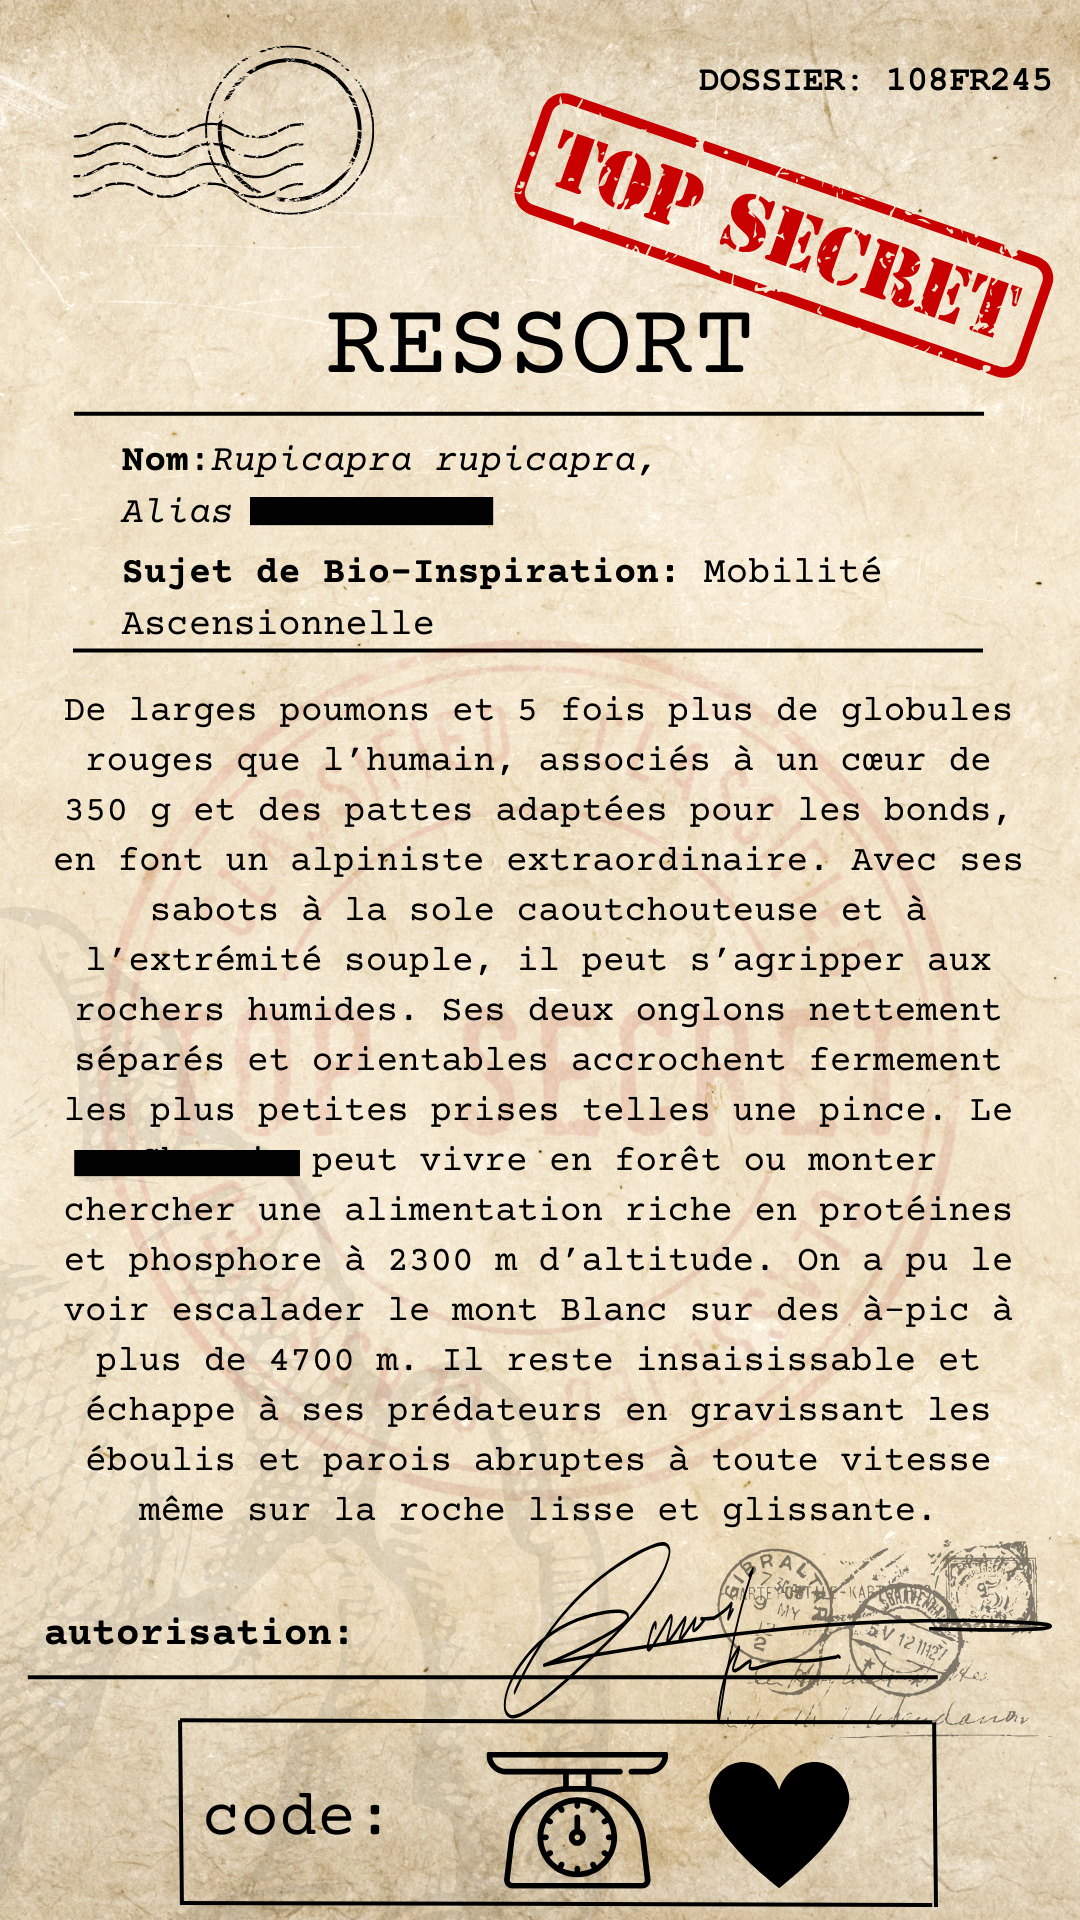 DOSSIER: 108FR245
TOP SECRET
RESSORT
Nom:Rupicapra rupicapra,
Alias
Sujet de Bio-Inspiration: Mobilité
Ascensionnelle
De larges poumons et 5 fois plus de globules
rouges que l’humain, associés à un cœur de
350 g et des pattes adaptées pour les bonds,
en font un alpiniste extraordinaire. Avec ses
sabots à la sole caoutchouteuse et à
l’extrémité souple, il peut s’agripper aux
rochers humides. Ses deux onglons nettement
séparés et orientables accrochent fermement
les plus petites prises telles une pince. Le
peut vivre en forêt ou monter
chercher une alimentation riche en protéines
et phosphore à 2300 m d’altitude. On a pu le
voir escalader le mont Blanc sur des à-pic à
plus de 4700 m. Il reste insaisissable et
échappe à ses prédateurs en gravissant les
éboulis et parois abruptes à toute vitesse
même sur la roche lisse et glissante.
CLASSIFIED CLASSIFIED
TOP SECRET
GIBRALTAR
MY
autorisation:
code: